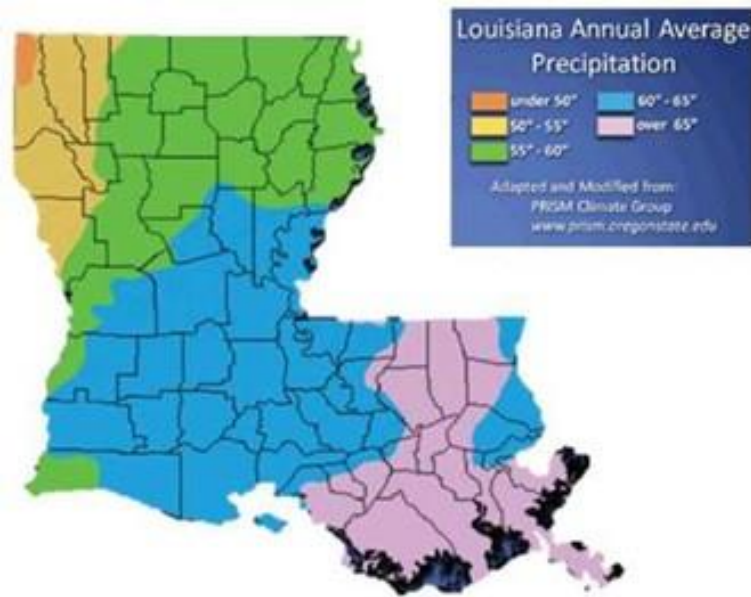 Louisiana Annual Average
Precipitation
under 50"
60" - 65"
50" - 55"
over 65"
55" - 60"
Adapted and Modified from:
PRISM Climate Group
www.prism.oregonstate.edu